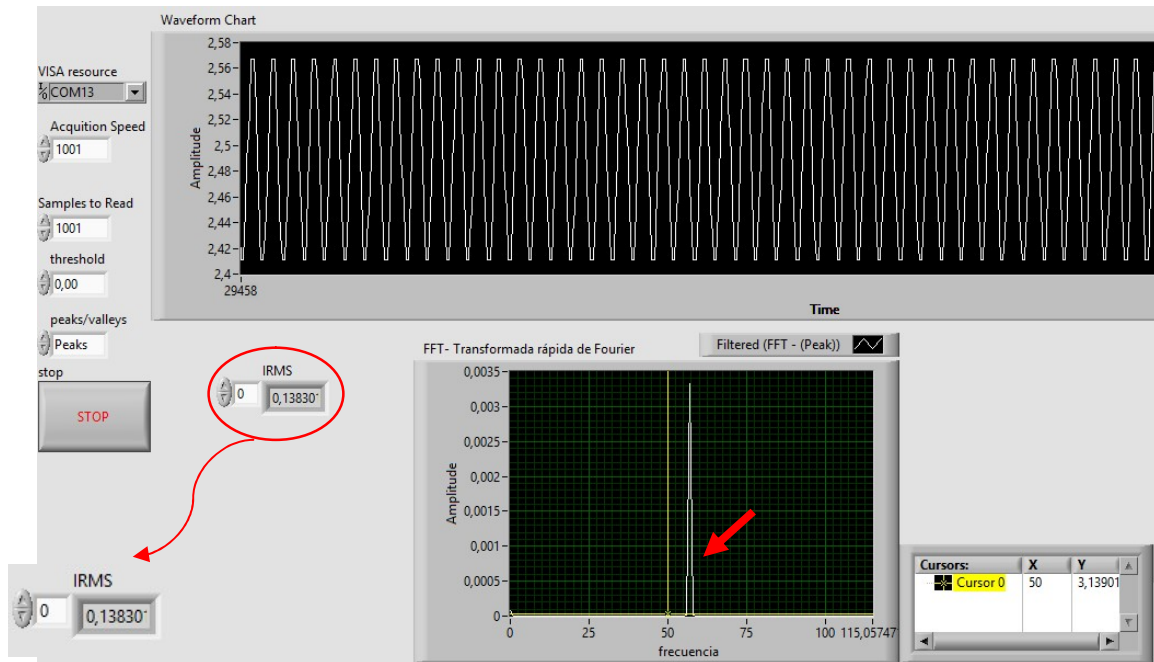 Waveform Chart
VISA resource
COM13
Acquition Speed
1001
Samples to Read
1001
threshold
0,00
peaks/valleys
Peaks
stop
STOP
Amplitude
2,58
2,56
2,54
2,52
2,5
2,48
2,46
2,44
2,42
2,4
29458
Time
IRMS
0
0,13830
FFT- Transformada rápida de Fourier
Filtered (FFT - (Peak))
Amplitude
0,0035
0,003
0,0025
0,002
0,0015
0,001
0,0005
0
0 25 50 75 100 115,05747
frecuencia
Cursors: X Y
Cursor 0 50 3,13901
IRMS
0
0,13830